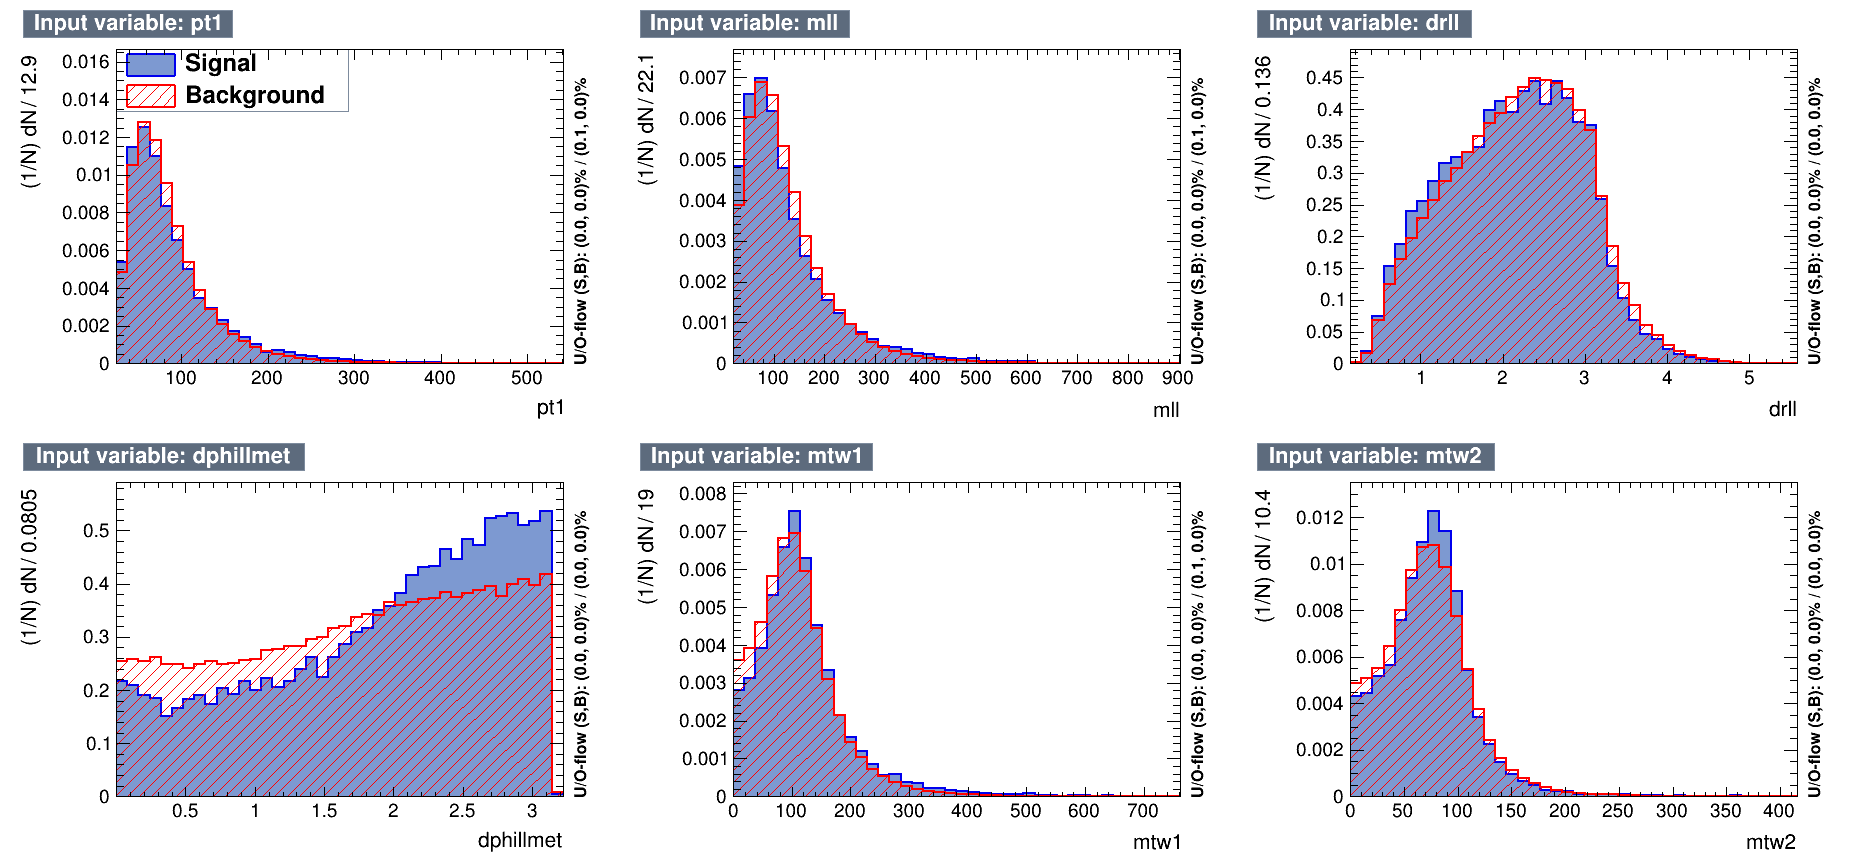 Input variable: pt1
(1/N) dN / 12.9
0.016
0.014
0.012
0.01
0.008
0.006
0.004
0.002
0
Signal
Background
100 200 300 400 500
pt1
U/O-flow (S,B): (0.0, 0.0)% / (0.1, 0.0)%
Input variable: mll
(1/N) dN / 22.1
0.007
0.006
0.005
0.004
0.003
0.002
0.001
0
100 200 300 400 500 600 700 800 900
mll
U/O-flow (S,B): (0.0, 0.0)% / (0.1, 0.0)%
Input variable: drll
(1/N) dN / 0.136
0.45
0.4
0.35
0.3
0.25
0.2
0.15
0.1
0.05
0
1 2 3 4 5
drll
U/O-flow (S,B): (0.0, 0.0)% / (0.0, 0.0)%
Input variable: dphillmet
(1/N) dN / 0.0805
0.5
0.4
0.3
0.2
0.1
0
0.5 1 1.5 2 2.5 3
dphillmet
U/O-flow (S,B): (0.0, 0.0)% / (0.0, 0.0)%
Input variable: mtw1
(1/N) dN / 19
0.008
0.007
0.006
0.005
0.004
0.003
0.002
0.001
0
0 100 200 300 400 500 600 700
mtw1
U/O-flow (S,B): (0.0, 0.0)% / (0.1, 0.0)%
Input variable: mtw2
(1/N) dN / 10.4
0.012
0.01
0.008
0.006
0.004
0.002
0
0 50 100 150 200 250 300 350 400
mtw2
U/O-flow (S,B): (0.0, 0.0)% / (0.0, 0.0)%